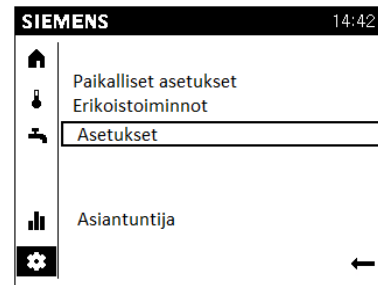 SIEMENS 14:42
Paikalliset asetukset
Erikoistoiminnot
Asetukset
Asiantuntija